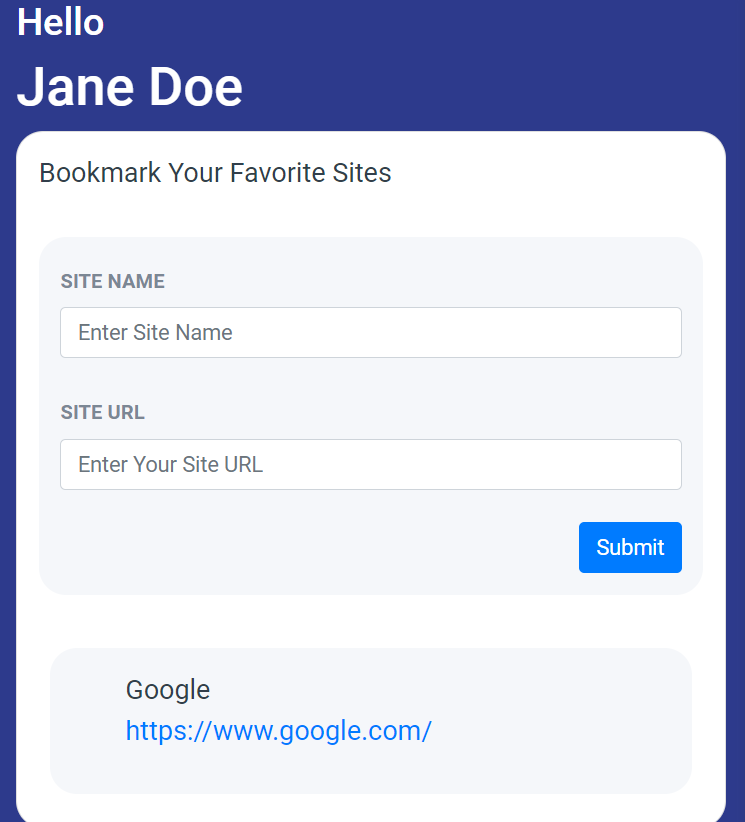 Hello
Jane Doe
Bookmark Your Favorite Sites
SITE NAME
Enter Site Name
SITE URL
Enter Your Site URL
Submit
Google
https://www.google.com/